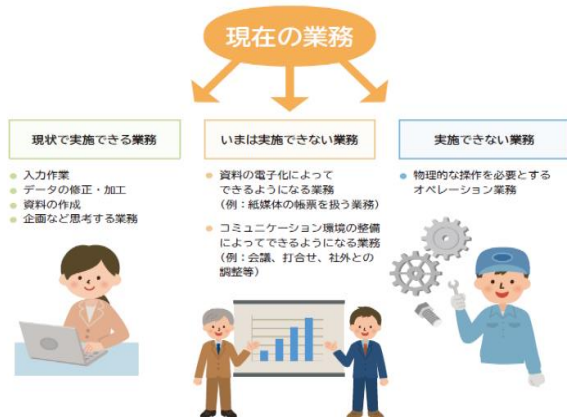 現在の業務
現状で実施できる業務
入力作業
データの修正・加工
資料の作成
企画など思考する業務
いまは実施できない業務
資料の電子化によって
できるようになる業務
（例：紙媒体の帳票を扱う業務）
コミュニケーション環境の整備
によってできるようになる業務
（例：会議、打合せ、社外との
調整等）
実施できない業務
物理的な操作を必要とする
オペレーション業務